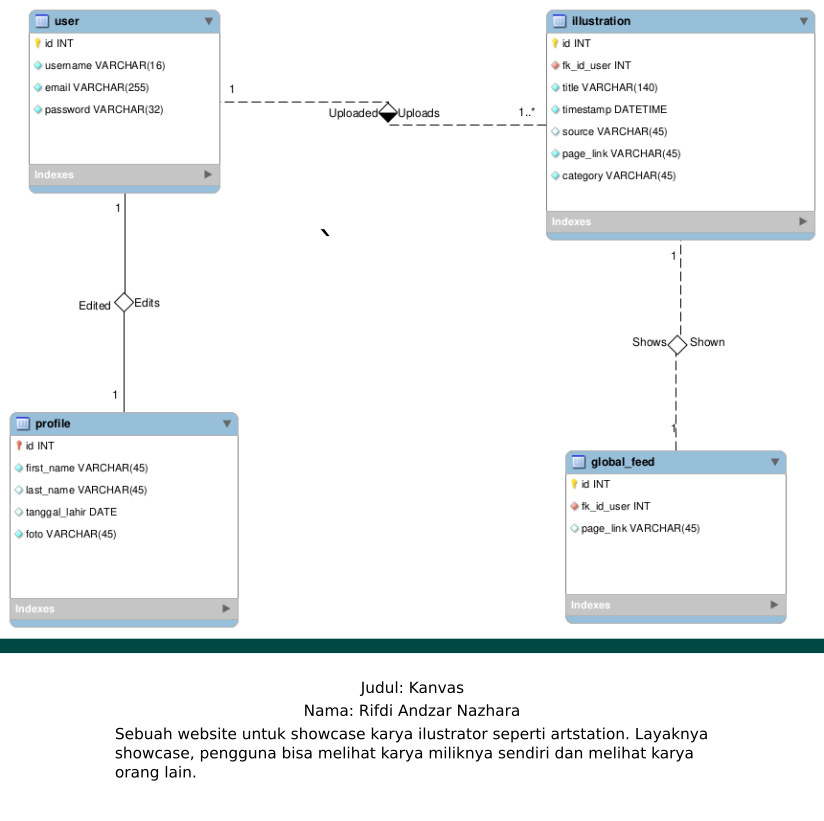 user
id INT
username VARCHAR(16)
email VARCHAR(255)
password VARCHAR(32)
Indexes
1
Uploaded
Uploads
1..*
illustration
id INT
fk_id_user INT
title VARCHAR(140)
timestamp DATETIME
source VARCHAR(45)
page_link VARCHAR(45)
category VARCHAR(45)
Indexes
1
Edited
Edits
1
`
1
Shows
Shown
1
profile
id INT
first_name VARCHAR(45)
last_name VARCHAR(45)
tanggal_lahir DATE
foto VARCHAR(45)
Indexes
global_feed
id INT
fk_id_user INT
page_link VARCHAR(45)
Indexes
Judul: Kanvas
Nama: Rifdi Andzar Nazhara
Sebuah website untuk showcase karya ilustrator seperti artstation. Layaknya
showcase, pengguna bisa melihat karya miliknya sendiri dan melihat karya
orang lain.